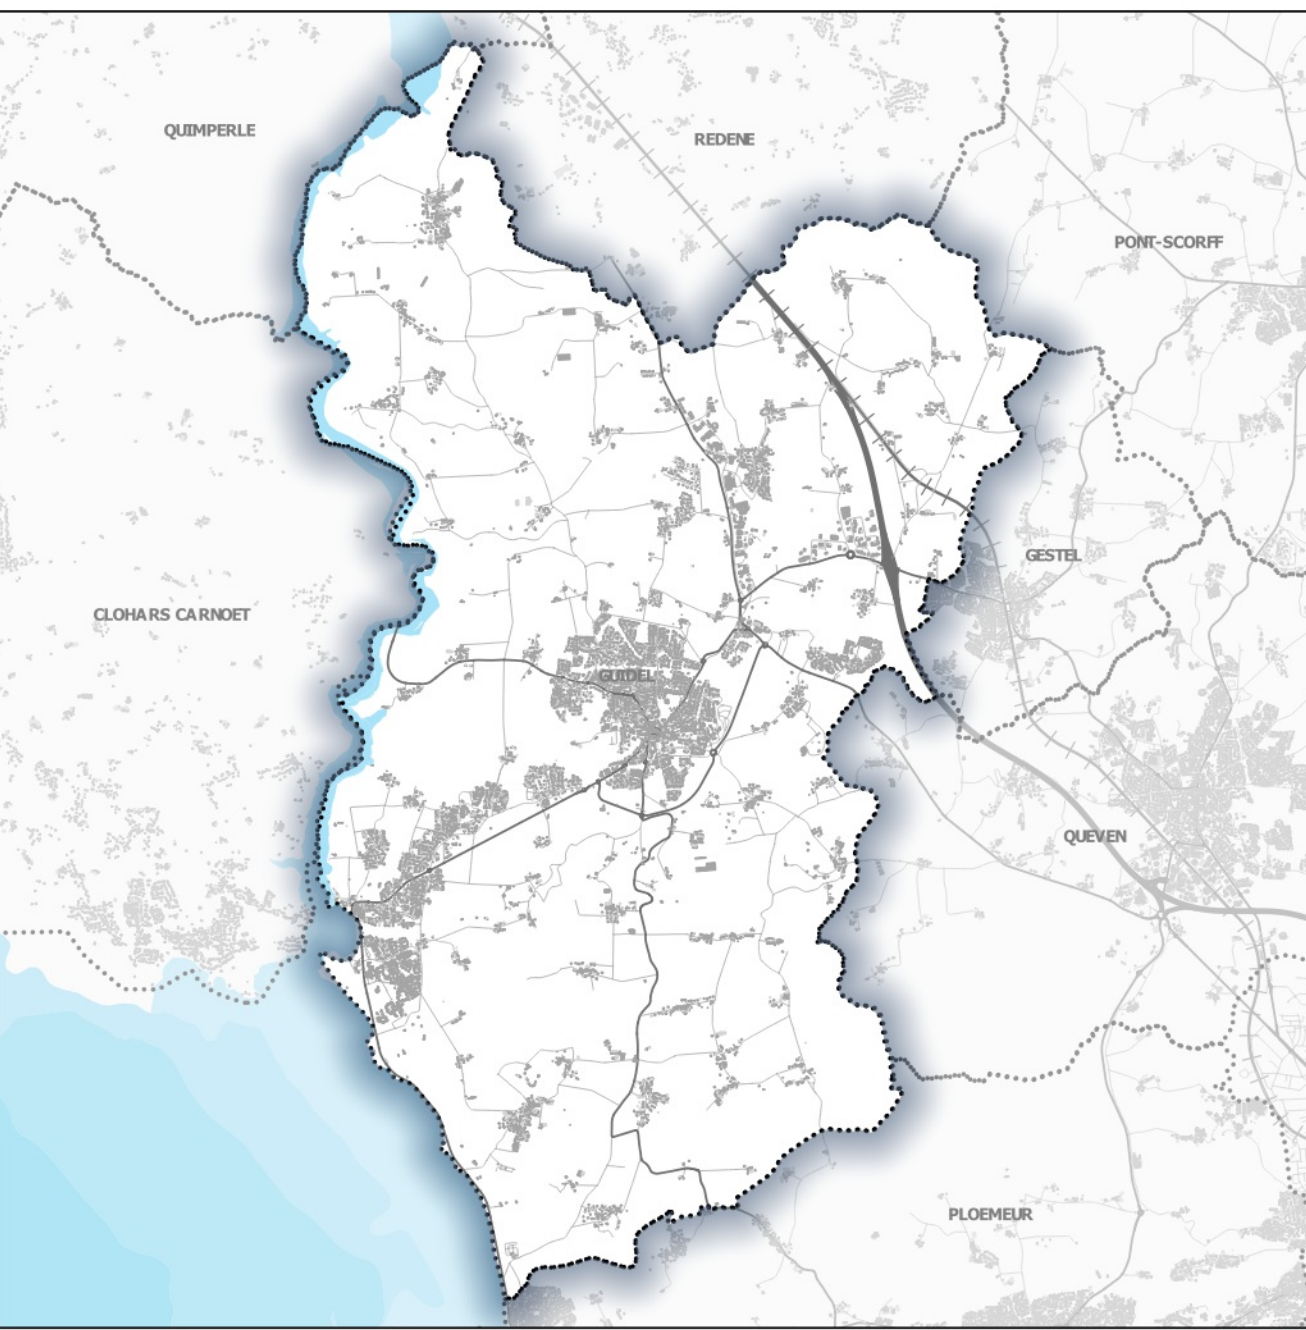 QUIMPERLE
REDENE
PONT-SCORFF
GESTEL
CLOHARS CARNOET
GUIDEL
QUEVEN
PLOEMEUR